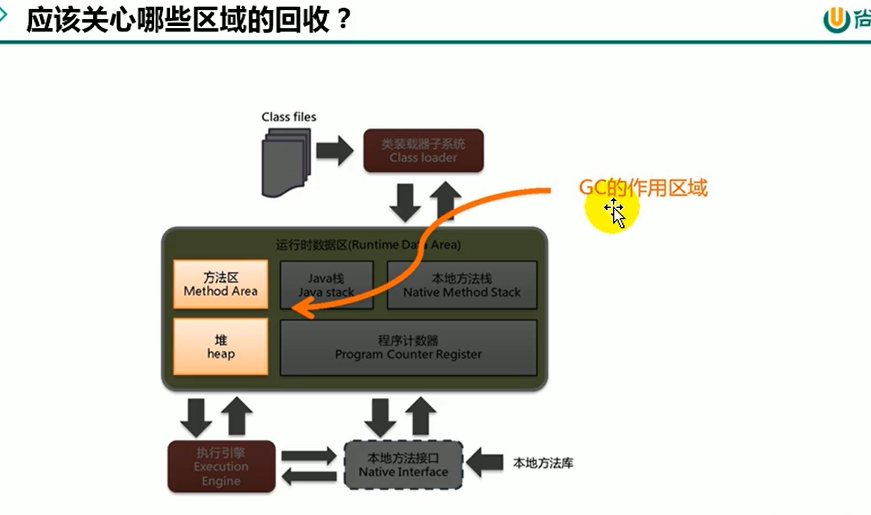 应该关心哪些区域的回收？
尚
Class files
类装载器子系统
Class loader
GC的作用区域
运行时数据区(Runtime Data Area)
方法区
Method Area
Java栈
Java stack
本地方法栈
Native Method Stack
堆
heap
程序计数器
Program Counter Register
执行引擎
Execution
Engine
本地方法接口
Native Interface
本地方法库